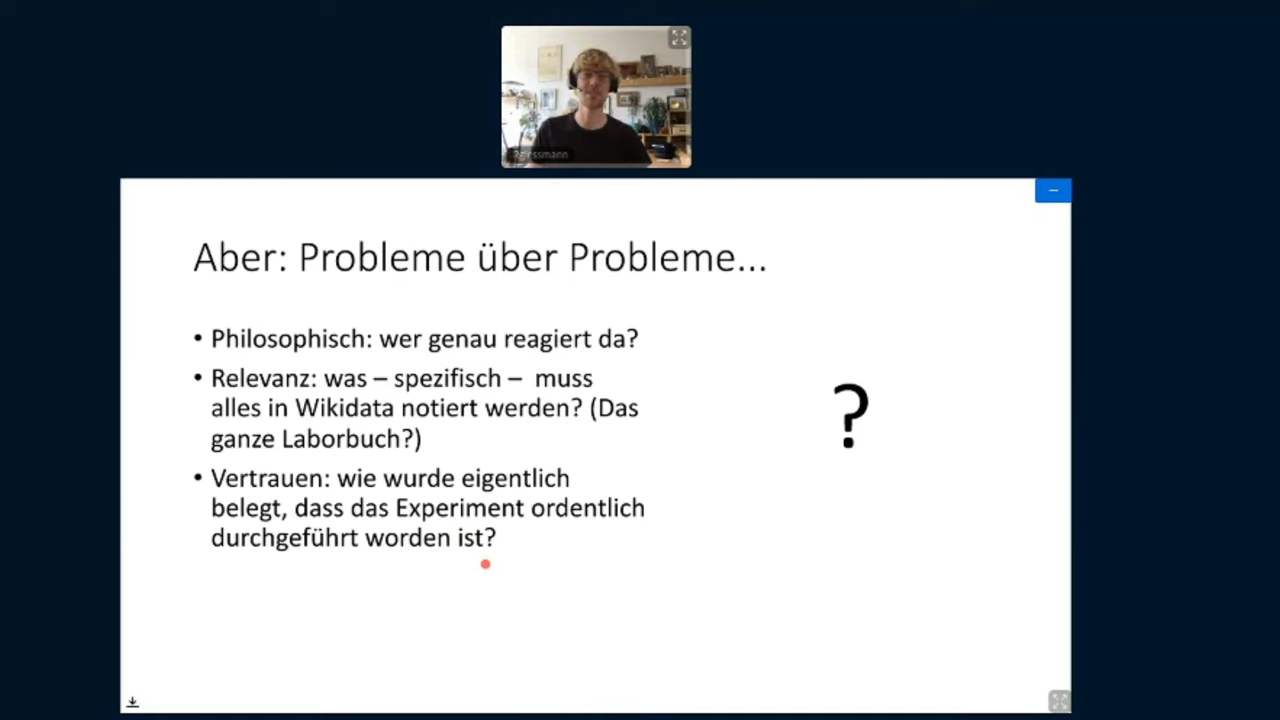 Aber: Probleme über Probleme...
• Philosophisch: wer genau reagiert da?
• Relevanz: was – spezifisch – muss
alles in Wikidata notiert werden? (Das
ganze Laborbuch?)
• Vertrauen: wie wurde eigentlich
belegt, dass das Experiment ordentlich
durchgeführt worden ist?
?